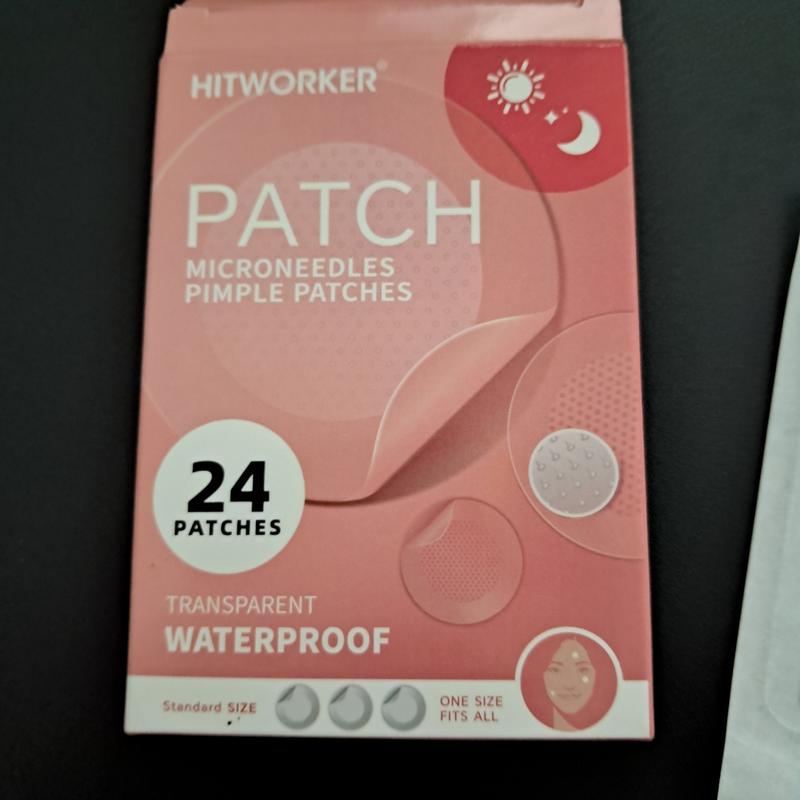 HITWORKER®
PATCH
MICRONEEDLES
PIMPLE PATCHES
24
PATCHES
TRANSPARENT
WATERPROOF
Standard SIZE
ONE SIZE
FITS ALL